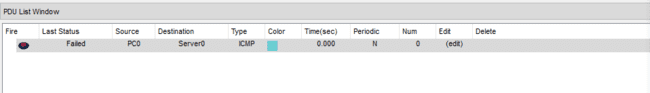 PDU List Window
Fire Last Status Source Destination Type Color Time(sec) Periodic Num Edit Delete
Failed PC0 Server0 ICMP 0.000 N 0 (edit)